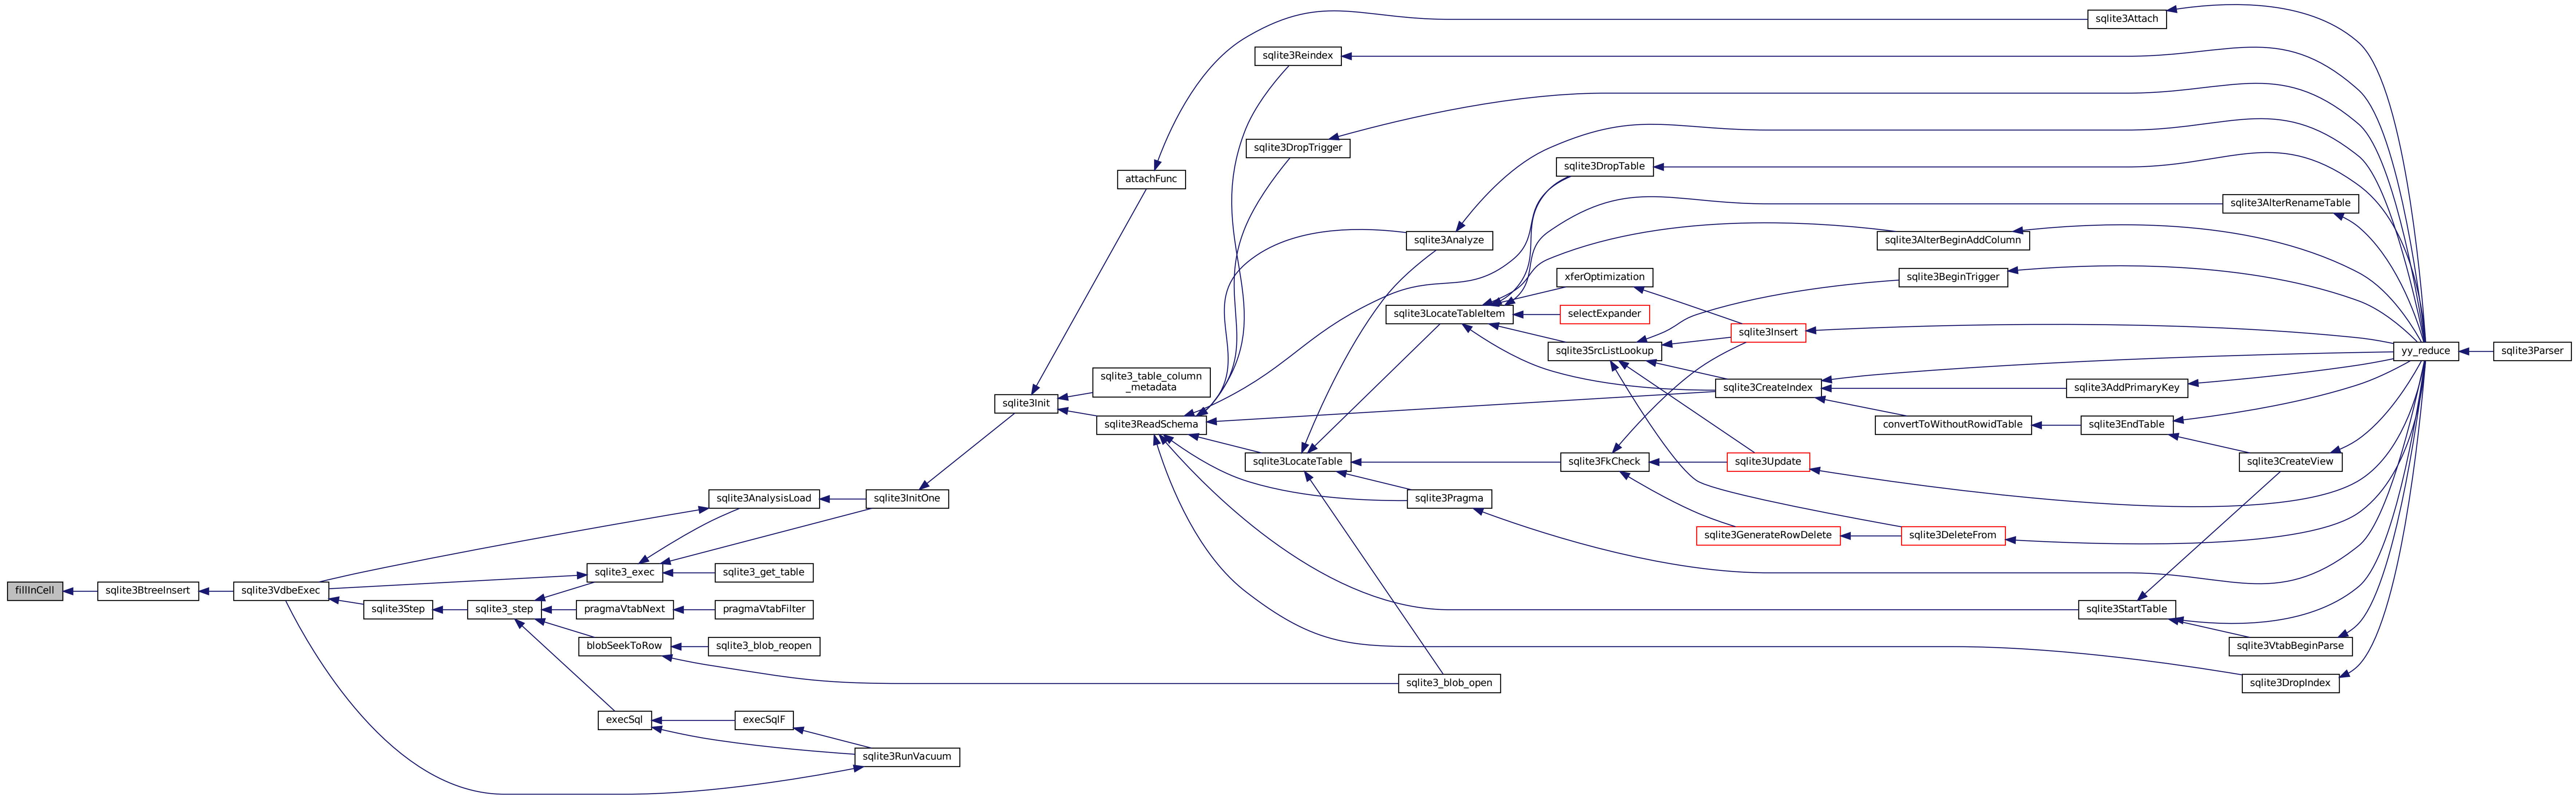 sqlite3Attach
sqlite3Reindex
sqlite3DropTrigger
sqlite3DropTable
attachFunc
sqlite3AlterRenameTable
sqlite3Analyze
sqlite3AlterBeginAddColumn
xferOptimization
sqlite3BeginTrigger
sqlite3LocateTableItem
selectExpander
sqlite3Insert
sqlite3SrcListLookup
yy_reduce
sqlite3Parser
sqlite3_table_column
_metadata
sqlite3CreateIndex
sqlite3AddPrimaryKey
sqlite3Init
sqlite3ReadSchema
convertToWithoutRowidTable
sqlite3EndTable
sqlite3LocateTable
sqlite3FkCheck
sqlite3Update
sqlite3CreateView
sqlite3AnalysisLoad
sqlite3InitOne
sqlite3Pragma
sqlite3GenerateRowDelete
sqlite3DeleteFrom
sqlite3_exec
sqlite3_get_table
fillInCell
sqlite3BtreeInsert
sqlite3VdbeExec
sqlite3Step
sqlite3_step
pragmaVtabNext
pragmaVtabFilter
sqlite3StartTable
blobSeekToRow
sqlite3_blob_reopen
sqlite3VtabBeginParse
sqlite3_blob_open
sqlite3DropIndex
execSql
execSqlF
sqlite3RunVacuum